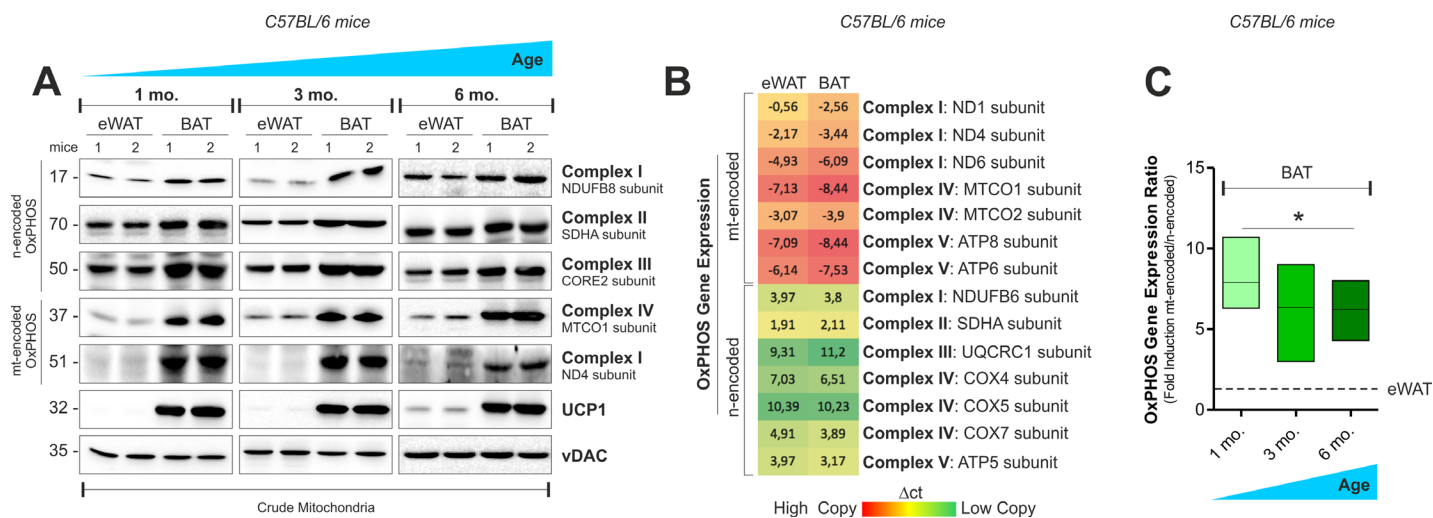 C57BL/6 mice
Age
A
1 mo. 3 mo. 6 mo.
eWAT BAT eWAT BAT eWAT BAT
mice 1 2 1 2 1 2 1 2 1 2 1 2
n-encoded
OxPHOS
mt-encoded
OxPHOS
17 - Complex I
NDUFB8 subunit
70 - Complex II
SDHA subunit
50 - Complex III
CORE2 subunit
37 - Complex IV
MTCO1 subunit
51 - Complex I
ND4 subunit
32 - UCP1
35 - vDAC
Crude Mitochondria
C57BL/6 mice
B
eWAT BAT
OxPHOS Gene Expression
mt-encoded
n-encoded
-0,56 -2,56 Complex I: ND1 subunit
-2,17 -3,44 Complex I: ND4 subunit
-4,93 -6,09 Complex I: ND6 subunit
-7,13 -8,44 Complex IV: MTCO1 subunit
-3,07 -3,9 Complex IV: MTCO2 subunit
-7,09 -8,44 Complex V: ATP8 subunit
-6,14 -7,53 Complex V: ATP6 subunit
3,97 3,8 Complex I: NDUFB6 subunit
1,91 2,11 Complex II: SDHA subunit
9,31 11,2 Complex III: UQCRC1 subunit
7,03 6,51 Complex IV: COX4 subunit
10,39 10,23 Complex IV: COX5 subunit
4,91 3,89 Complex IV: COX7 subunit
3,97 3,17 Complex V: ATP5 subunit
Δct
High Copy Low Copy
C57BL/6 mice
C
OxPHOS Gene Expression Ratio
(Fold Induction mt-encoded/n-encoded)
15
10
5
0
BAT
*
eWAT
1 mo.
3 mo.
6 mo.
Age